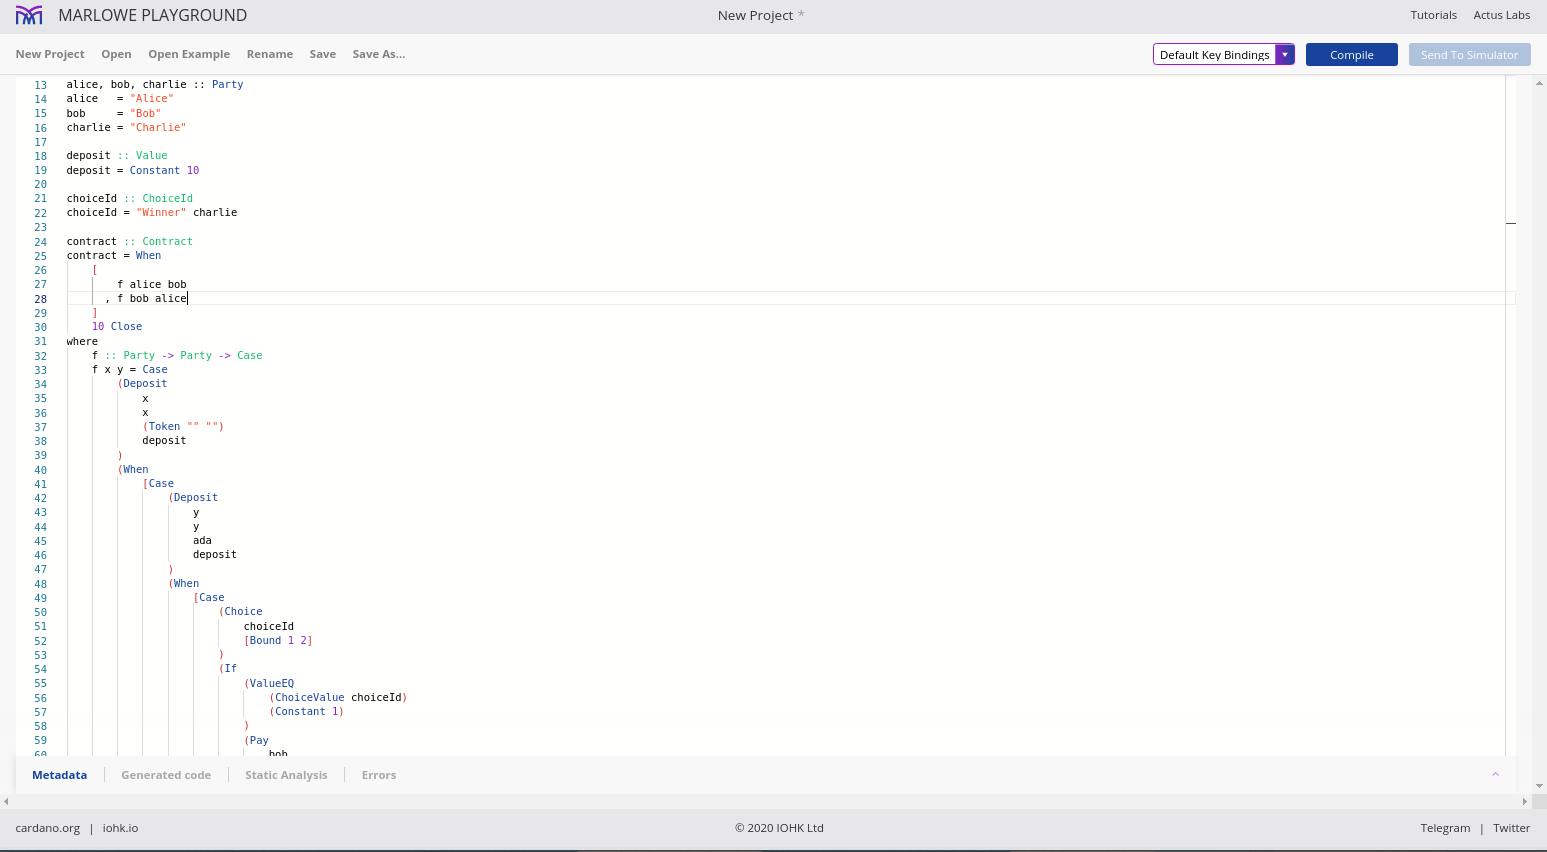 MARLOWE PLAYGROUND
New Project *
Tutorials Actus Labs
New Project Open Open Example Rename Save Save As...
Default Key Bindings Compile Send To Simulator
13 alice, bob, charlie :: Party
14 alice   = "Alice"
15 bob     = "Bob"
16 charlie = "Charlie"
17
18 deposit :: Value
19 deposit = Constant 10
20
21 choiceId :: ChoiceId
22 choiceId = "Winner" charlie
23
24 contract :: Contract
25 contract = When
26     [
27         f alice bob
28       , f bob alice
29     ]
30     10 Close
31 where
32     f :: Party -> Party -> Case
33     f x y = Case
34         (Deposit
35             x
36             x
37             (Token "" "")
38             deposit
39         )
40         (When
41             [Case
42                 (Deposit
43                     y
44                     y
45                     ada
46                     deposit
47                 )
48                 (When
49                     [Case
50                         (Choice
51                             choiceId
52                             [Bound 1 2]
53                         )
54                         (If
55                             (ValueEQ
56                                 (ChoiceValue choiceId)
57                                 (Constant 1)
58                             )
59                             (Pay
60                                 bob
Metadata | Generated code | Static Analysis | Errors
cardano.org | iohk.io
© 2020 IOHK Ltd
Telegram | Twitter